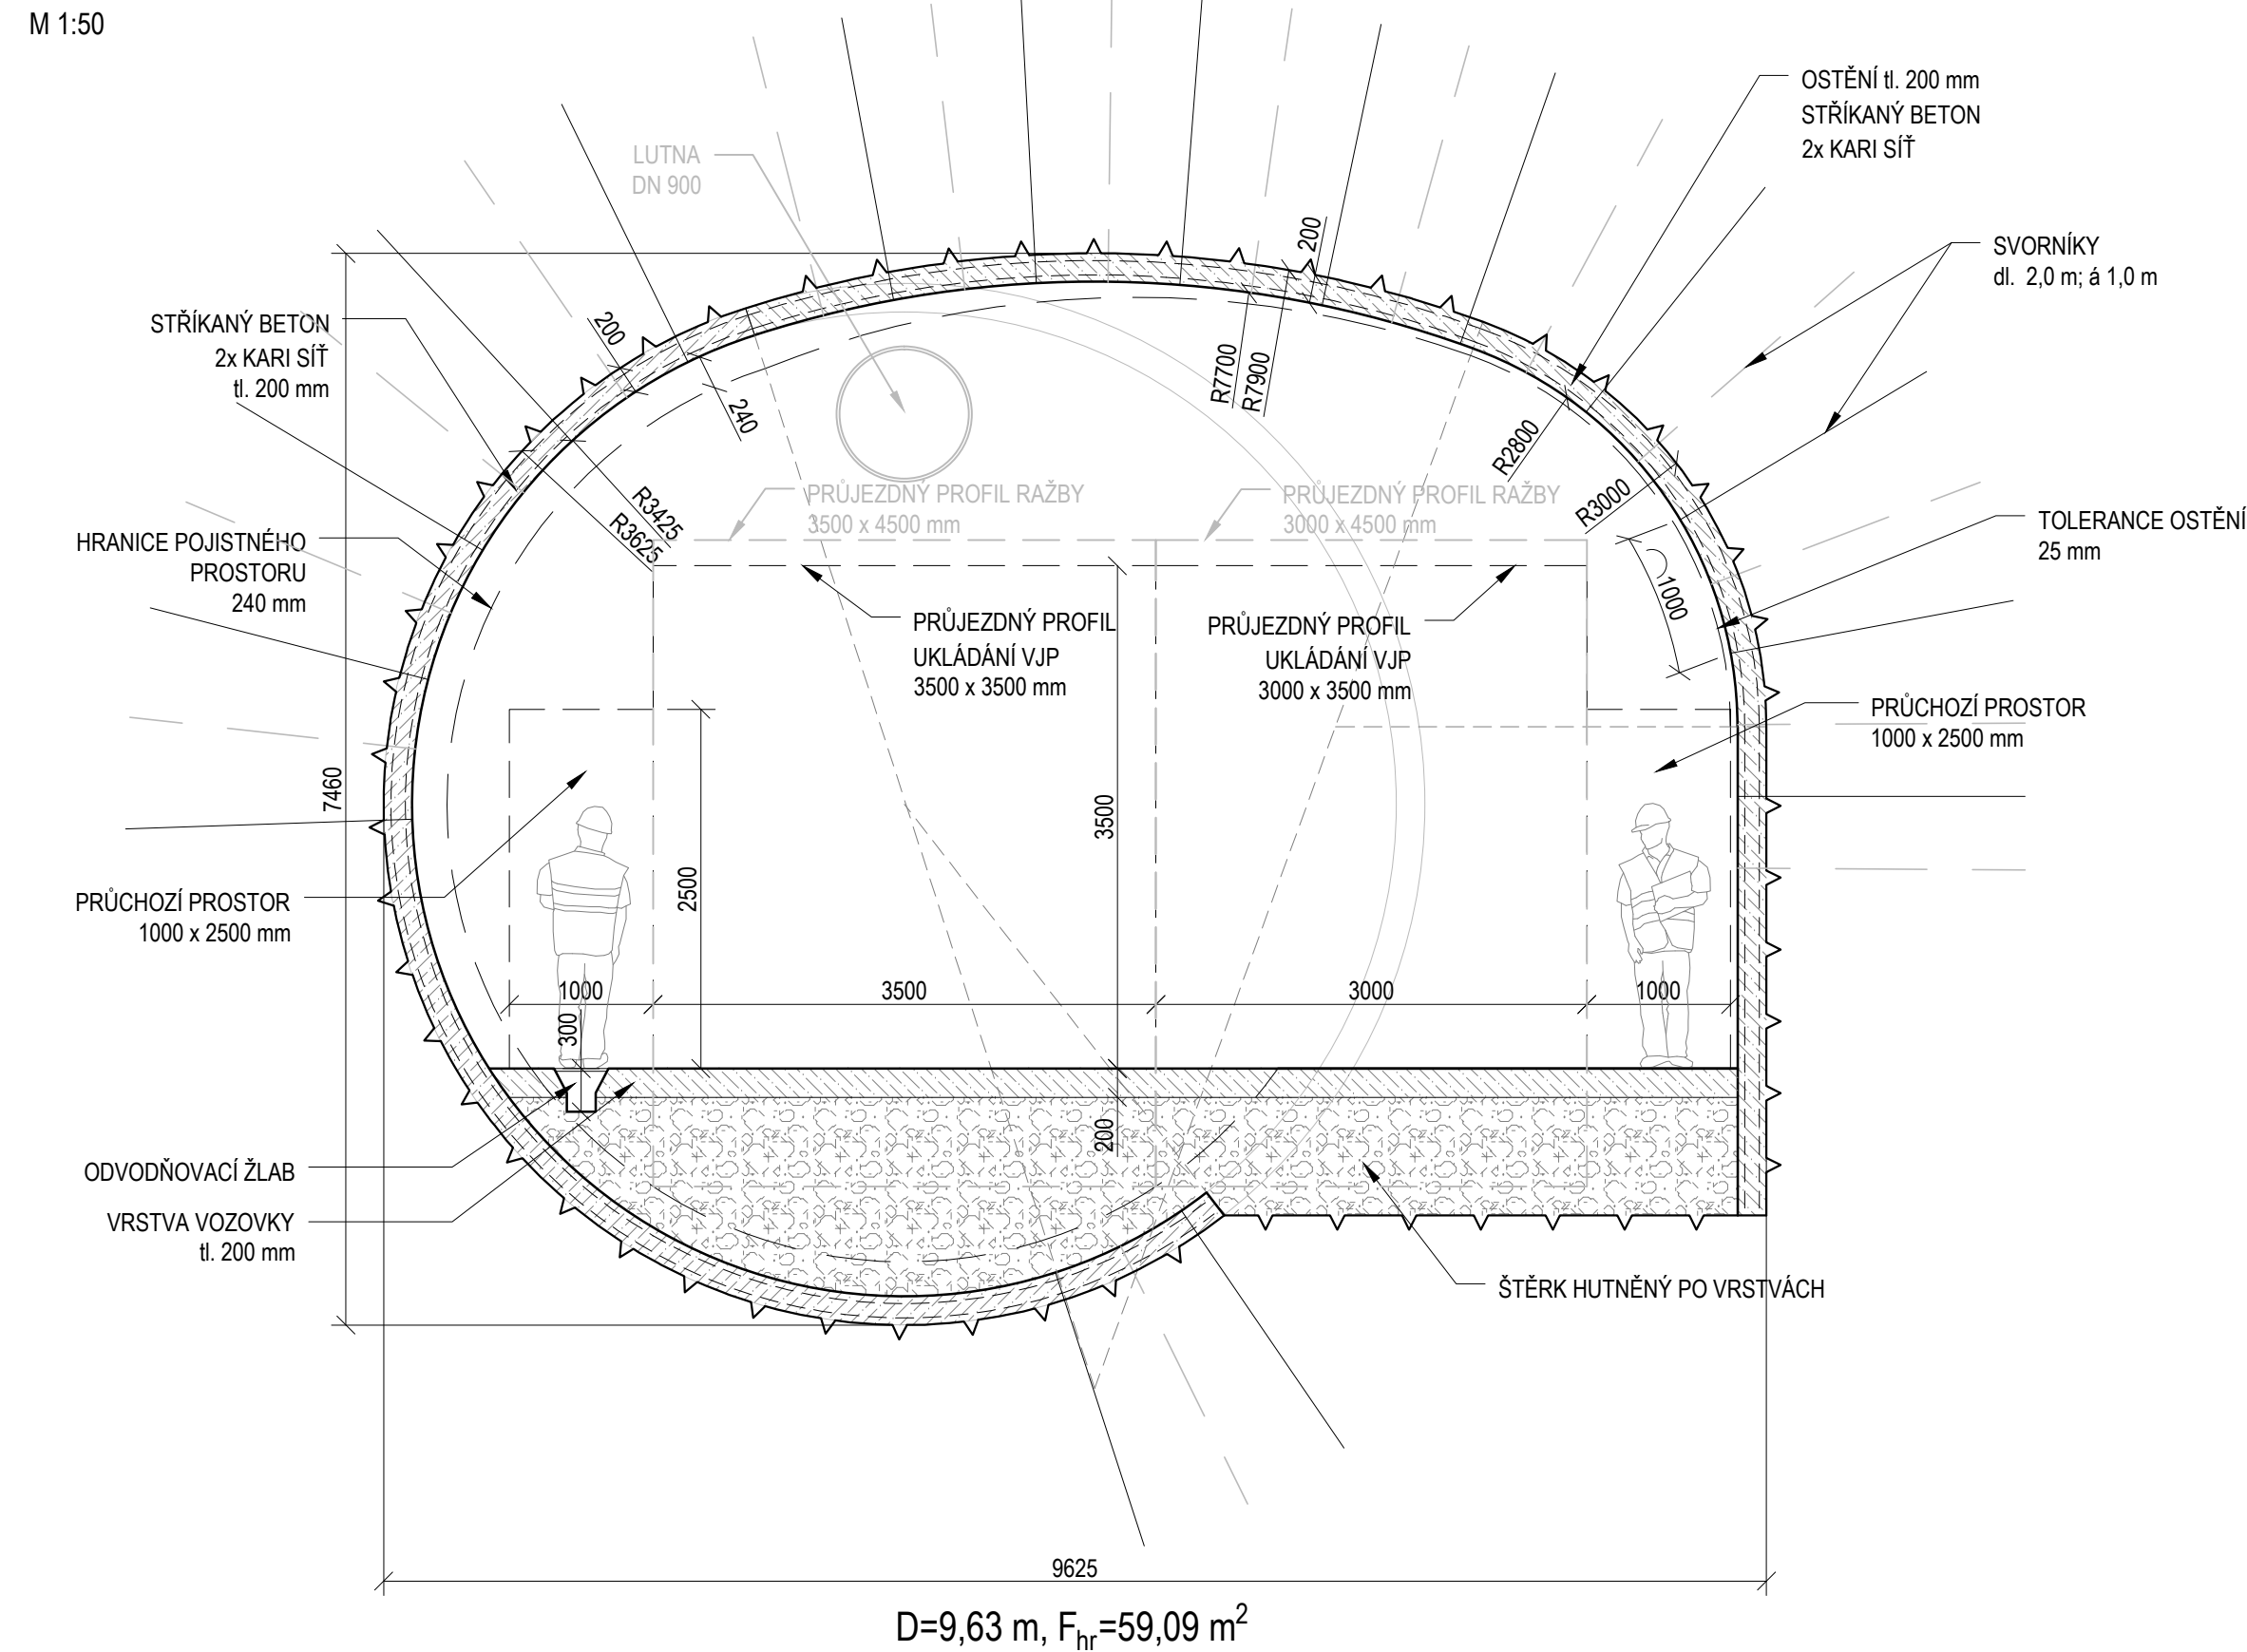 M 1:50
OSTĚNÍ tl. 200 mm
STŘÍKANÝ BETON
2x KARI SÍŤ
LUTNA
DN 900
SVORNÍKY
dl. 2,0 m; á 1,0 m
200
STŘÍKANÝ BETON
2x KARI SÍŤ
tl. 200 mm
200
240
R7700
R7900
R2800
R3000
R3425
R3625
PRŮJEZDNÝ PROFIL RAŽBY
3500 x 4500 mm
PRŮJEZDNÝ PROFIL RAŽBY
3000 x 4500 mm
TOLERANCE OSTĚNÍ
25 mm
HRANICE POJISTNÉHO
PROSTORU
240 mm
1000
PRŮJEZDNÝ PROFIL
UKLÁDÁNÍ VJP
3500 x 3500 mm
PRŮJEZDNÝ PROFIL
UKLÁDÁNÍ VJP
3000 x 3500 mm
PRŮCHOZÍ PROSTOR
1000 x 2500 mm
7460
3500
2500
PRŮCHOZÍ PROSTOR
1000 x 2500 mm
1000
3500
3000
1000
300
200
ODVODŇOVACÍ ŽLAB
VRSTVA VOZOVKY
tl. 200 mm
ŠTĚRK HUTNĚNÝ PO VRSTVÁCH
9625
D=9,63 m, Fhr=59,09 m²